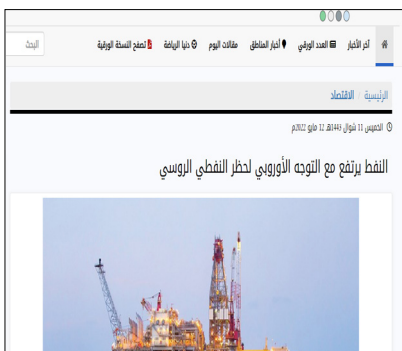 آخر الأخبار العدد الورقي أخبار المناطق مقالات اليوم دنيا الرياضة تصفح النسخة الورقية البحث
الرئيسية / الاقتصاد
الخميس 11 شوال 1443هـ 12 مايو 2022م
النفط يرتفع مع التوجه الأوروبي لحظر النفطي الروسي